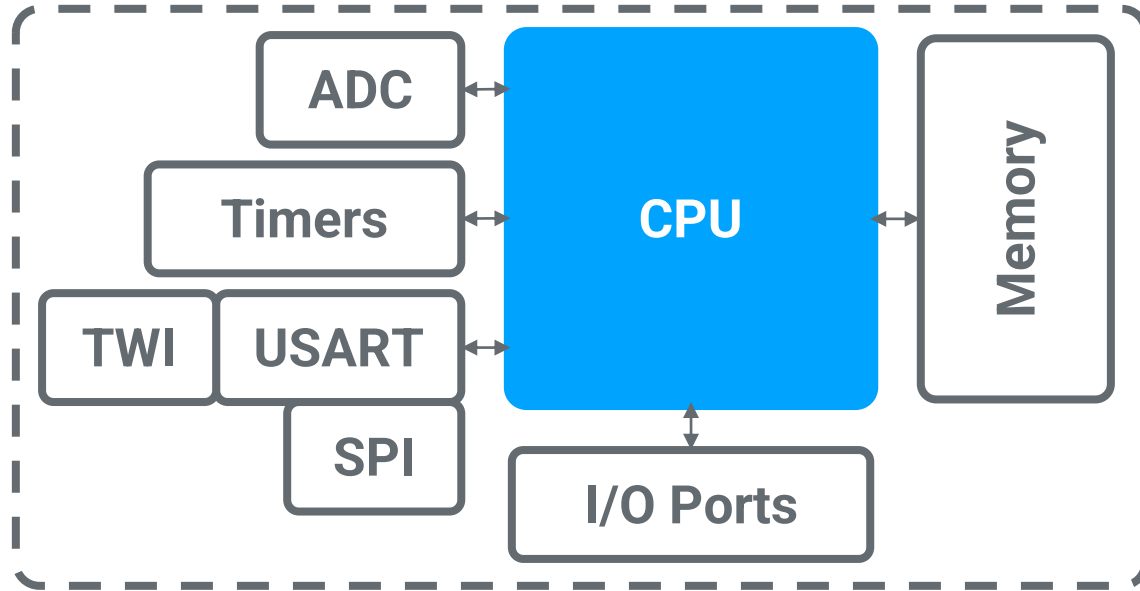 ADC
Timers
CPU
Memory
TWI
USART
SPI
I/O Ports